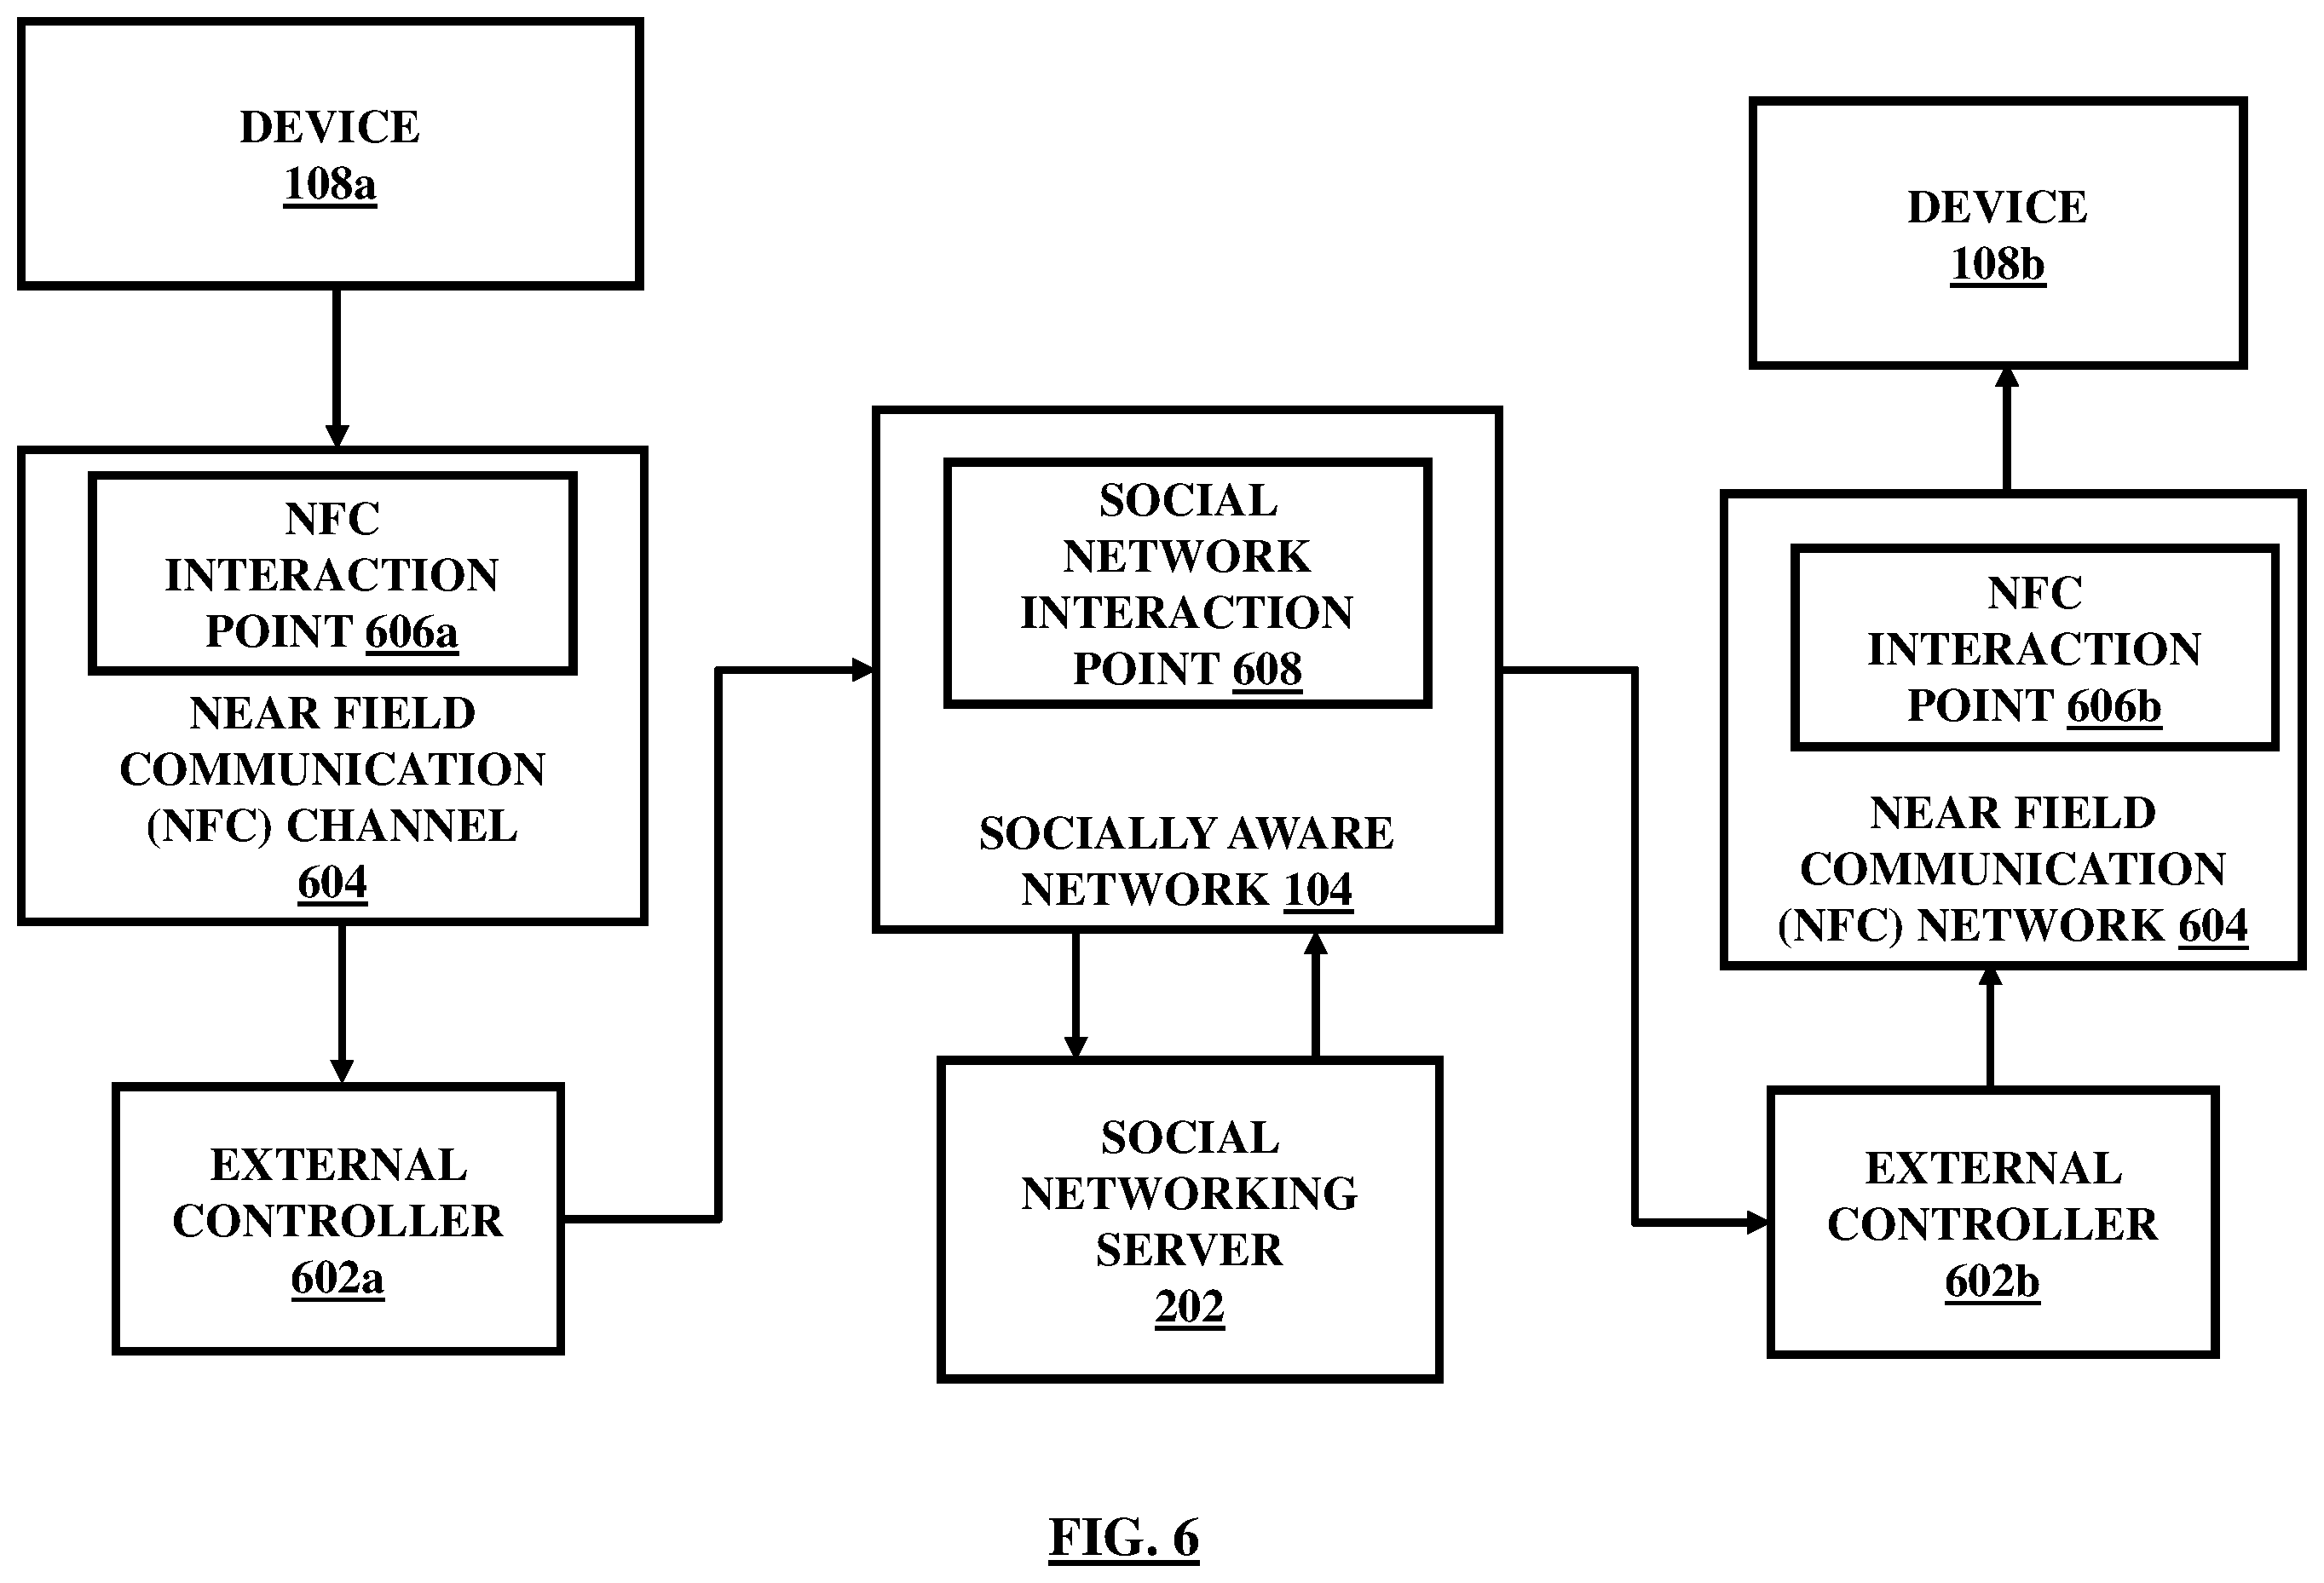 DEVICE
108a
NFC
INTERACTION
POINT 606a
NEAR FIELD
COMMUNICATION
(NFC) CHANNEL
604
EXTERNAL
CONTROLLER
602a
SOCIAL
NETWORK
INTERACTION
POINT 608
SOCIALLY AWARE
NETWORK 104
SOCIAL
NETWORKING
SERVER
202
DEVICE
108b
NFC
INTERACTION
POINT 606b
NEAR FIELD
COMMUNICATION
(NFC) NETWORK 604
EXTERNAL
CONTROLLER
602b
FIG. 6